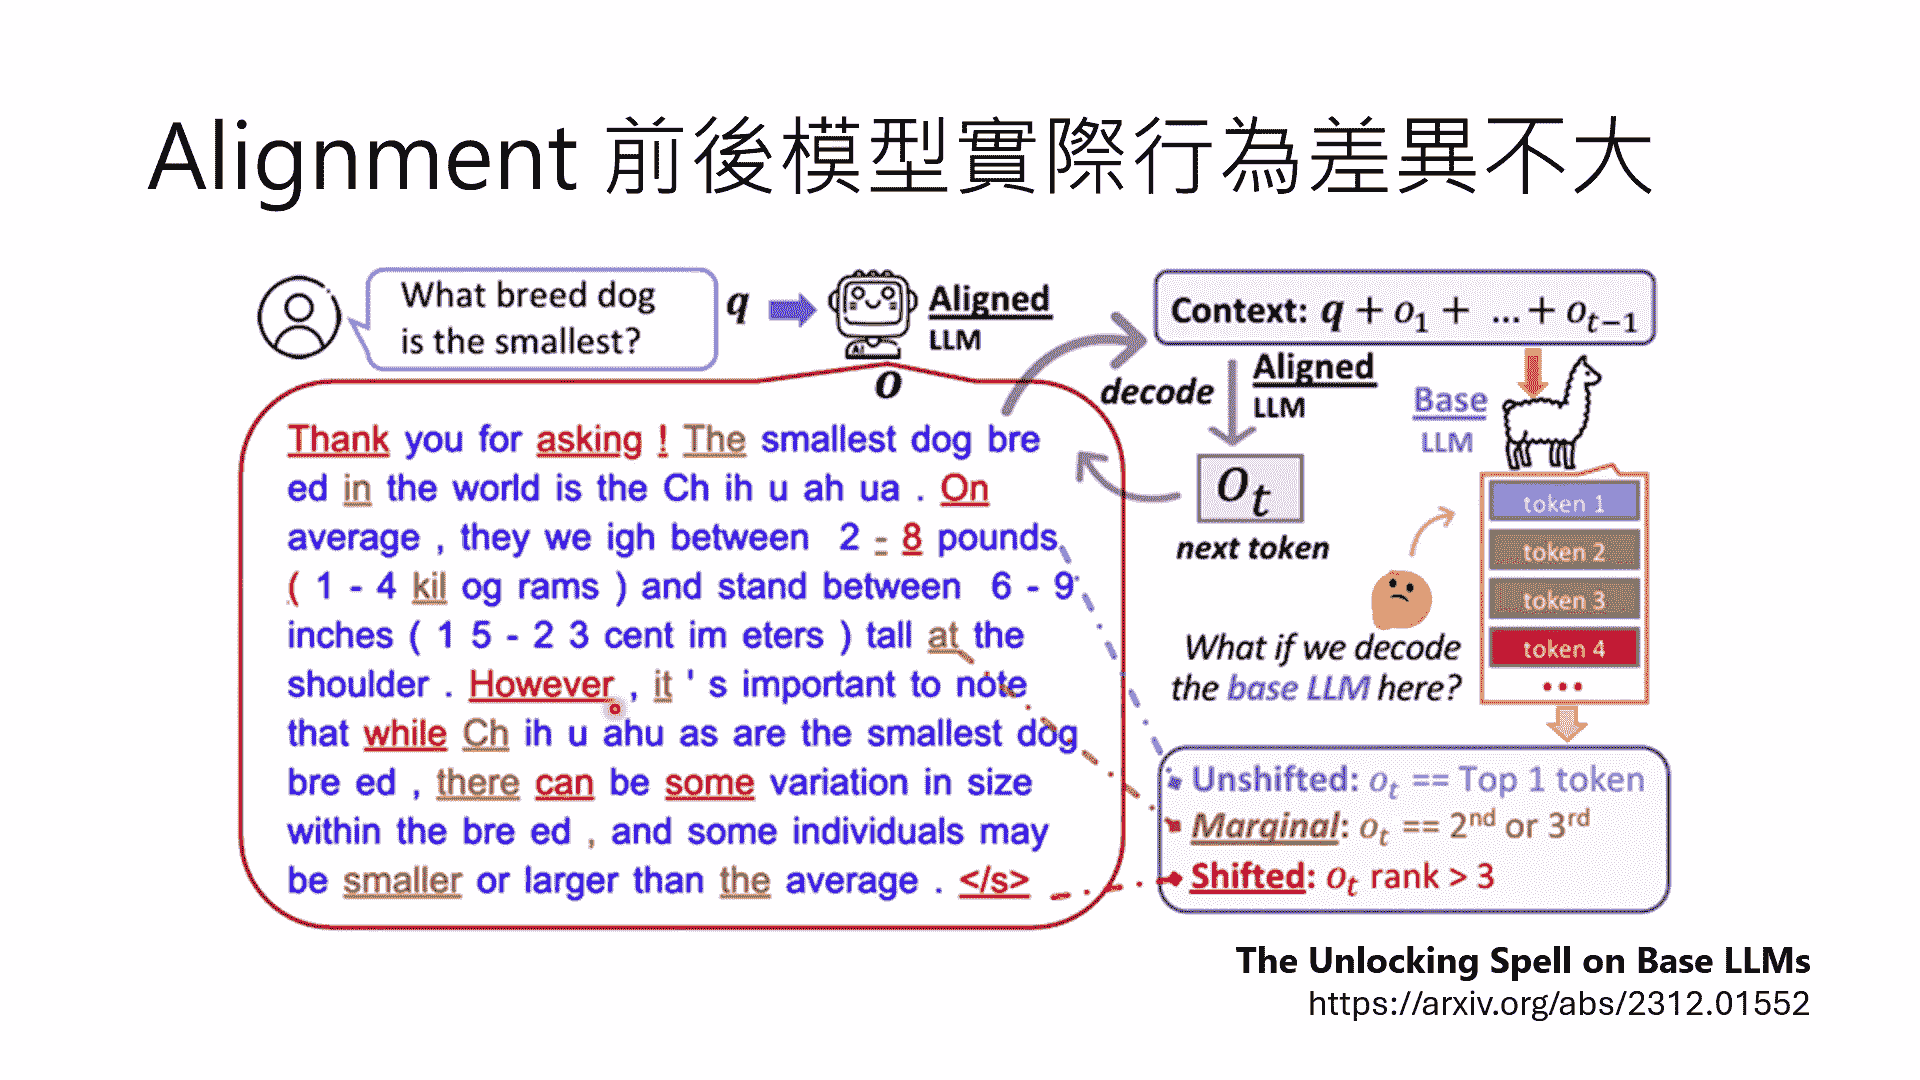 Alignment 前後模型實際行為差異不大
What breed dog
is the smallest?
q
Aligned
LLM
AI
o
Thank you for asking ! The smallest dog bre
ed in the world is the Ch ih u ah ua . On
average , they we igh between 2 - 8 pounds
( 1 - 4 kil og rams ) and stand between 6 - 9
inches ( 1 5 - 2 3 cent im eters ) tall at the
shoulder . However , it ' s important to note
that while Ch ih u ahu as are the smallest dog
bre ed , there can be some variation in size
within the bre ed , and some individuals may
be smaller or larger than the average . </s>
Context: q + o₁ + ... + oₜ₋₁
decode
Aligned
LLM
oₜ
next token
Base
LLM
token 1
token 2
token 3
token 4
...
What if we decode
the base LLM here?
Unshifted: oₜ == Top 1 token
Marginal: oₜ == 2nd or 3rd
Shifted: oₜ rank > 3
The Unlocking Spell on Base LLMs
https://arxiv.org/abs/2312.01552